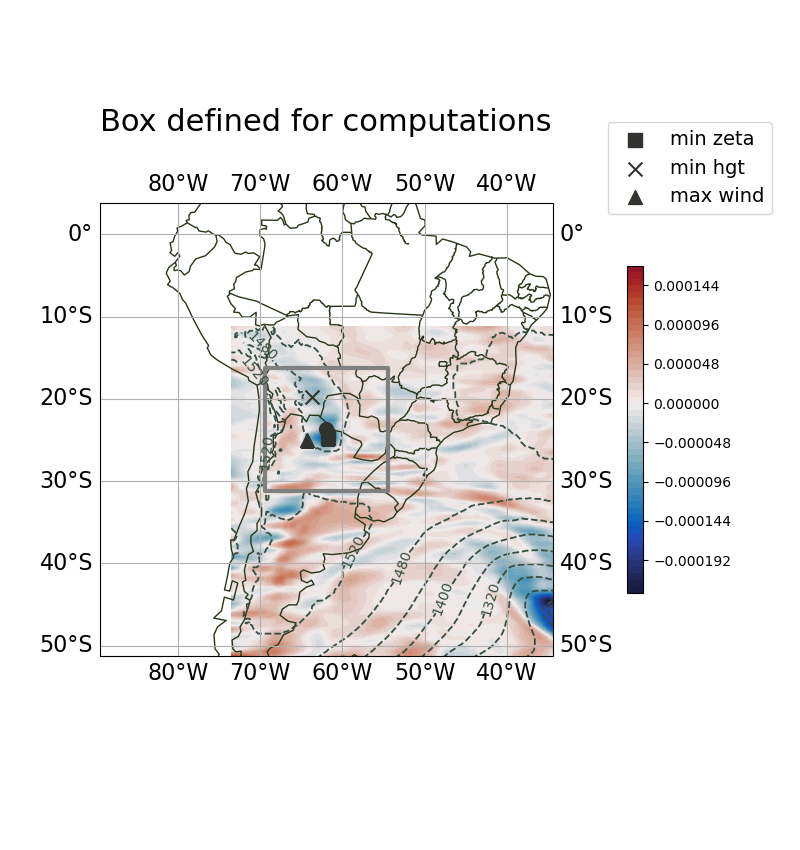 Box defined for computations
min zeta
min hgt
max wind
80°W 70°W 60°W 50°W 40°W
0° 0°
10°S 10°S
20°S 20°S
30°S 30°S
40°S 40°S
50°S 50°S
80°W 70°W 60°W 50°W 40°W
1520
1520
1480
1400
1320
0.000144
0.000096
0.000048
0.000000
−0.000048
−0.000096
−0.000144
−0.000192